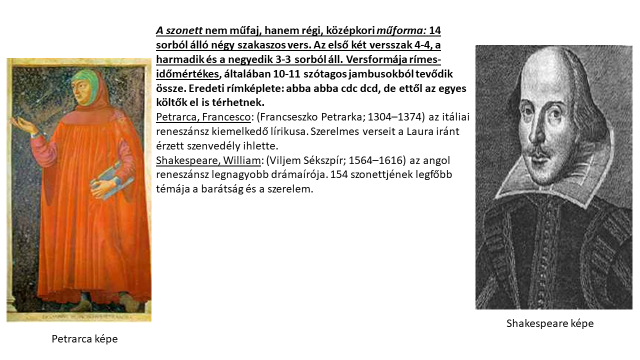 A szonett nem műfaj, hanem régi, középkori műforma: 14
sorból álló négy szakaszos vers. Az első két versszak 4-4, a
harmadik és a negyedik 3-3 sorból áll. Versformája rímes-
időmértékes, általában 10-11 szótagos jambusokból tevődik
össze. Eredeti rímképlete: abba abba cdc dcd, de ettől az egyes
költők el is térhetnek.
Petrarca, Francesco: (Francseszko Petrarka; 1304–1374) az itáliai
reneszánsz kiemelkedő lírikusa. Szerelmes verseit a Laura iránt
érzett szenvedély ihlette.
Shakespeare, William: (Viljem Sékszpír; 1564–1616) az angol
reneszánsz legnagyobb drámaírója. 154 szonettjének legfőbb
témája a barátság és a szerelem.
Petrarca képe
Shakespeare képe